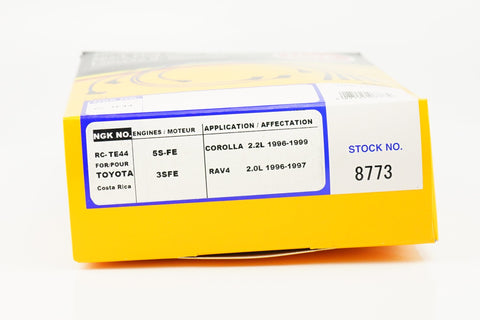 NGK NO. ENGINES / MOTEUR APPLICATION / AFFECTATION
RC-TE44 5S-FE COROLLA 2.2L 1996-1999
FOR/POUR
TOYOTA 3SFE RAV4 2.0L 1996-1997
Costa Rica
STOCK NO.
8773